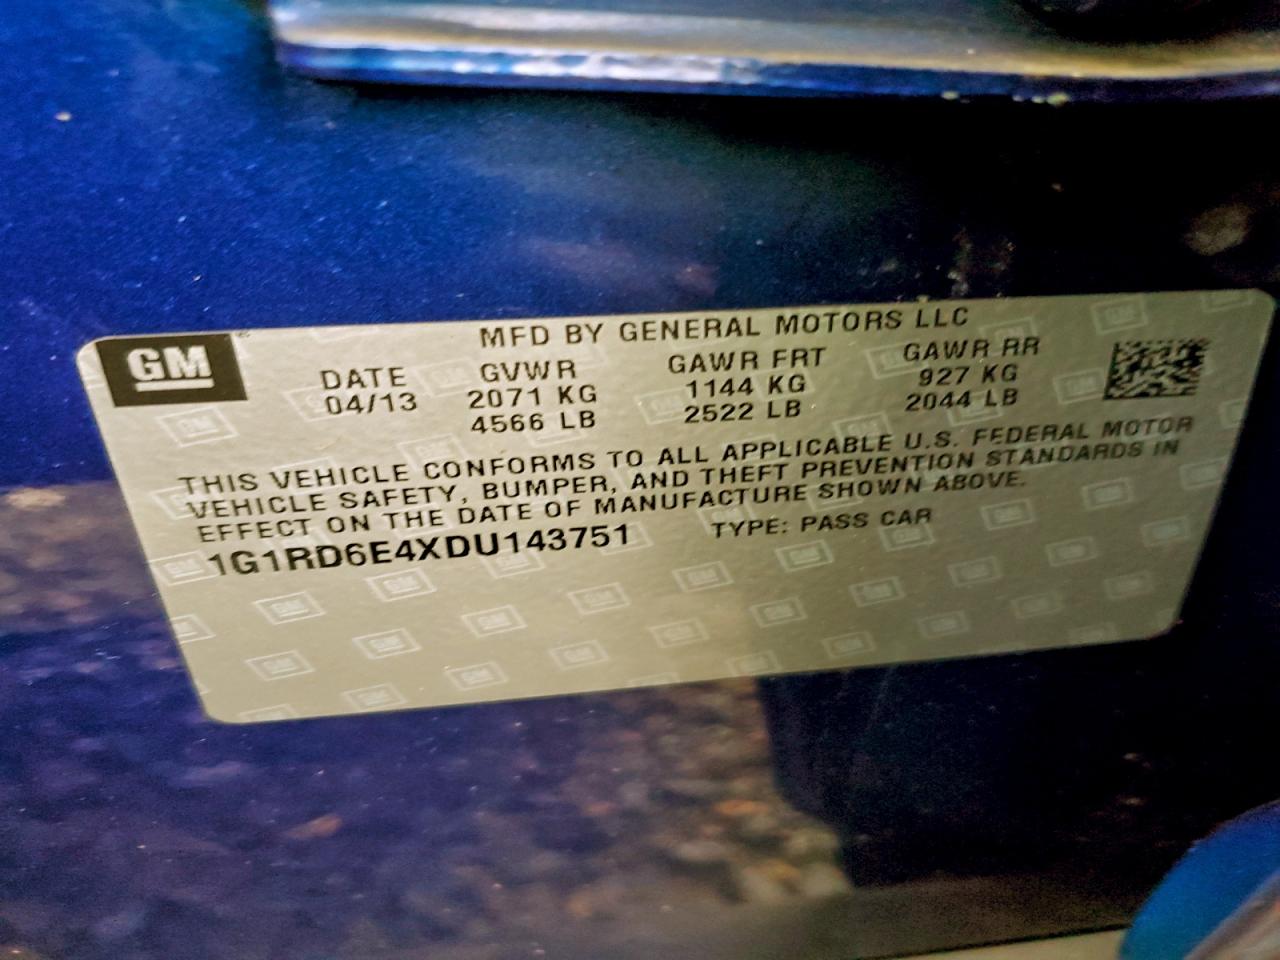 GM
MFD BY GENERAL MOTORS LLC
DATE GVWR GAWR FRT GAWR RR
04/13 2071 KG 1144 KG 927 KG
4566 LB 2522 LB 2044 LB
THIS VEHICLE CONFORMS TO ALL APPLICABLE U.S. FEDERAL MOTOR
VEHICLE SAFETY, BUMPER, AND THEFT PREVENTION STANDARDS IN
EFFECT ON THE DATE OF MANUFACTURE SHOWN ABOVE.
1G1RD6E4XDU143751 TYPE: PASS CAR